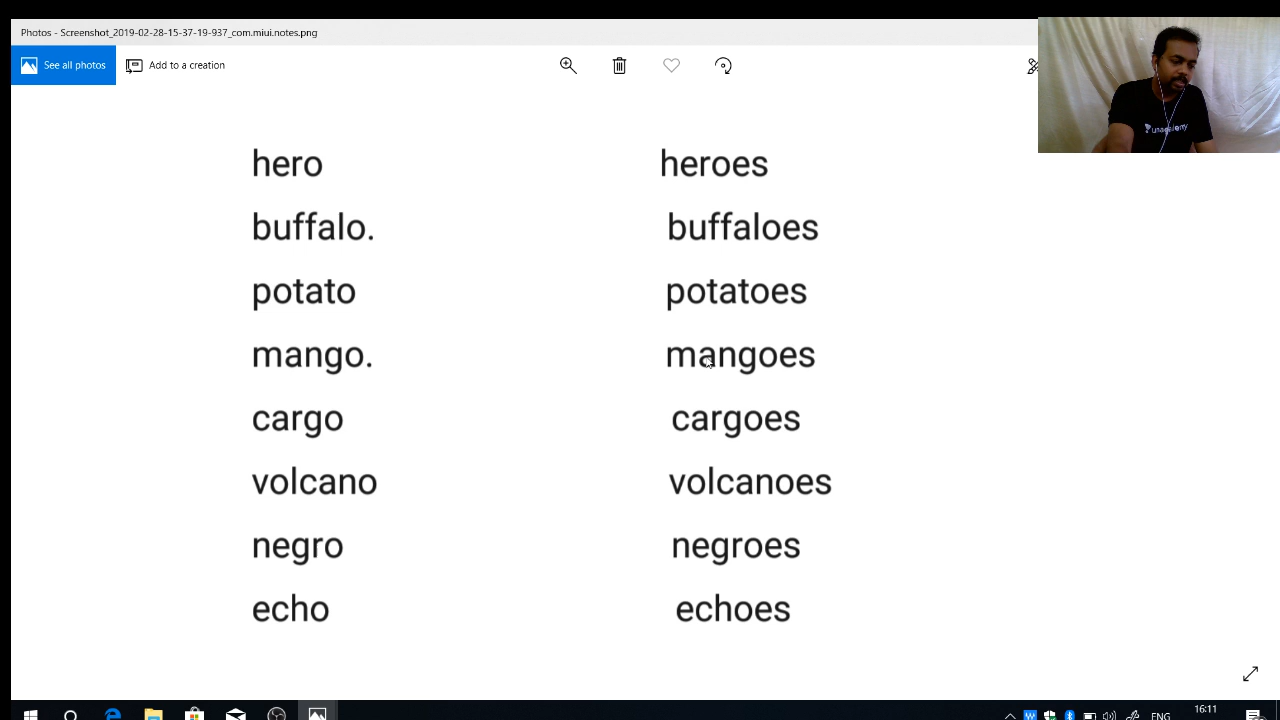 Photos - Screenshot_2019-02-28-15-37-19-937_com.miui.notes.png
See all photos Add to a creation
unacademy
hero heroes
buffalo. buffaloes
potato potatoes
mango. mangoes
cargo cargoes
volcano volcanoes
negro negroes
echo echoes
ENG 16:11